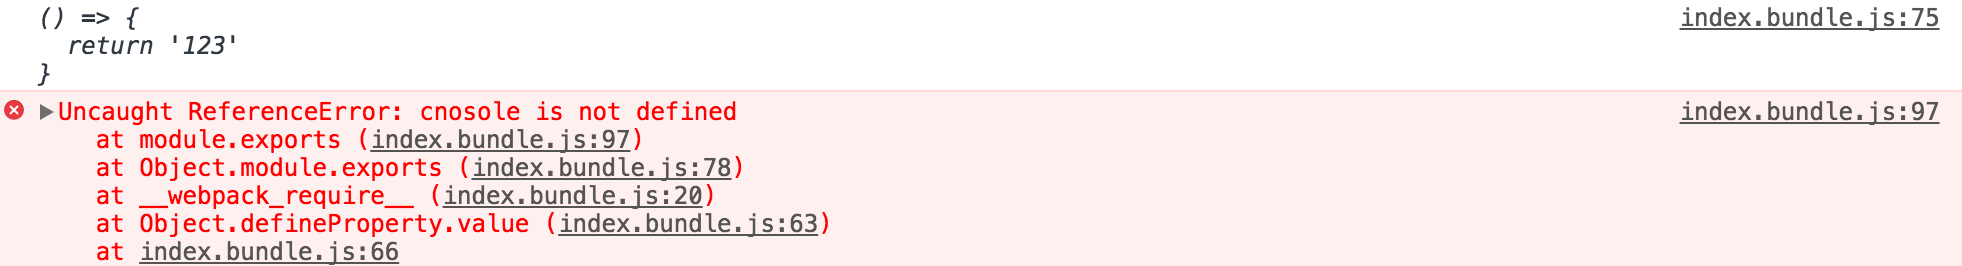 () => { index.bundle.js:75
return '123'
}
Uncaught ReferenceError: cnosole is not defined index.bundle.js:97
at module.exports (index.bundle.js:97)
at Object.module.exports (index.bundle.js:78)
at __webpack_require__ (index.bundle.js:20)
at Object.defineProperty.value (index.bundle.js:63)
at index.bundle.js:66